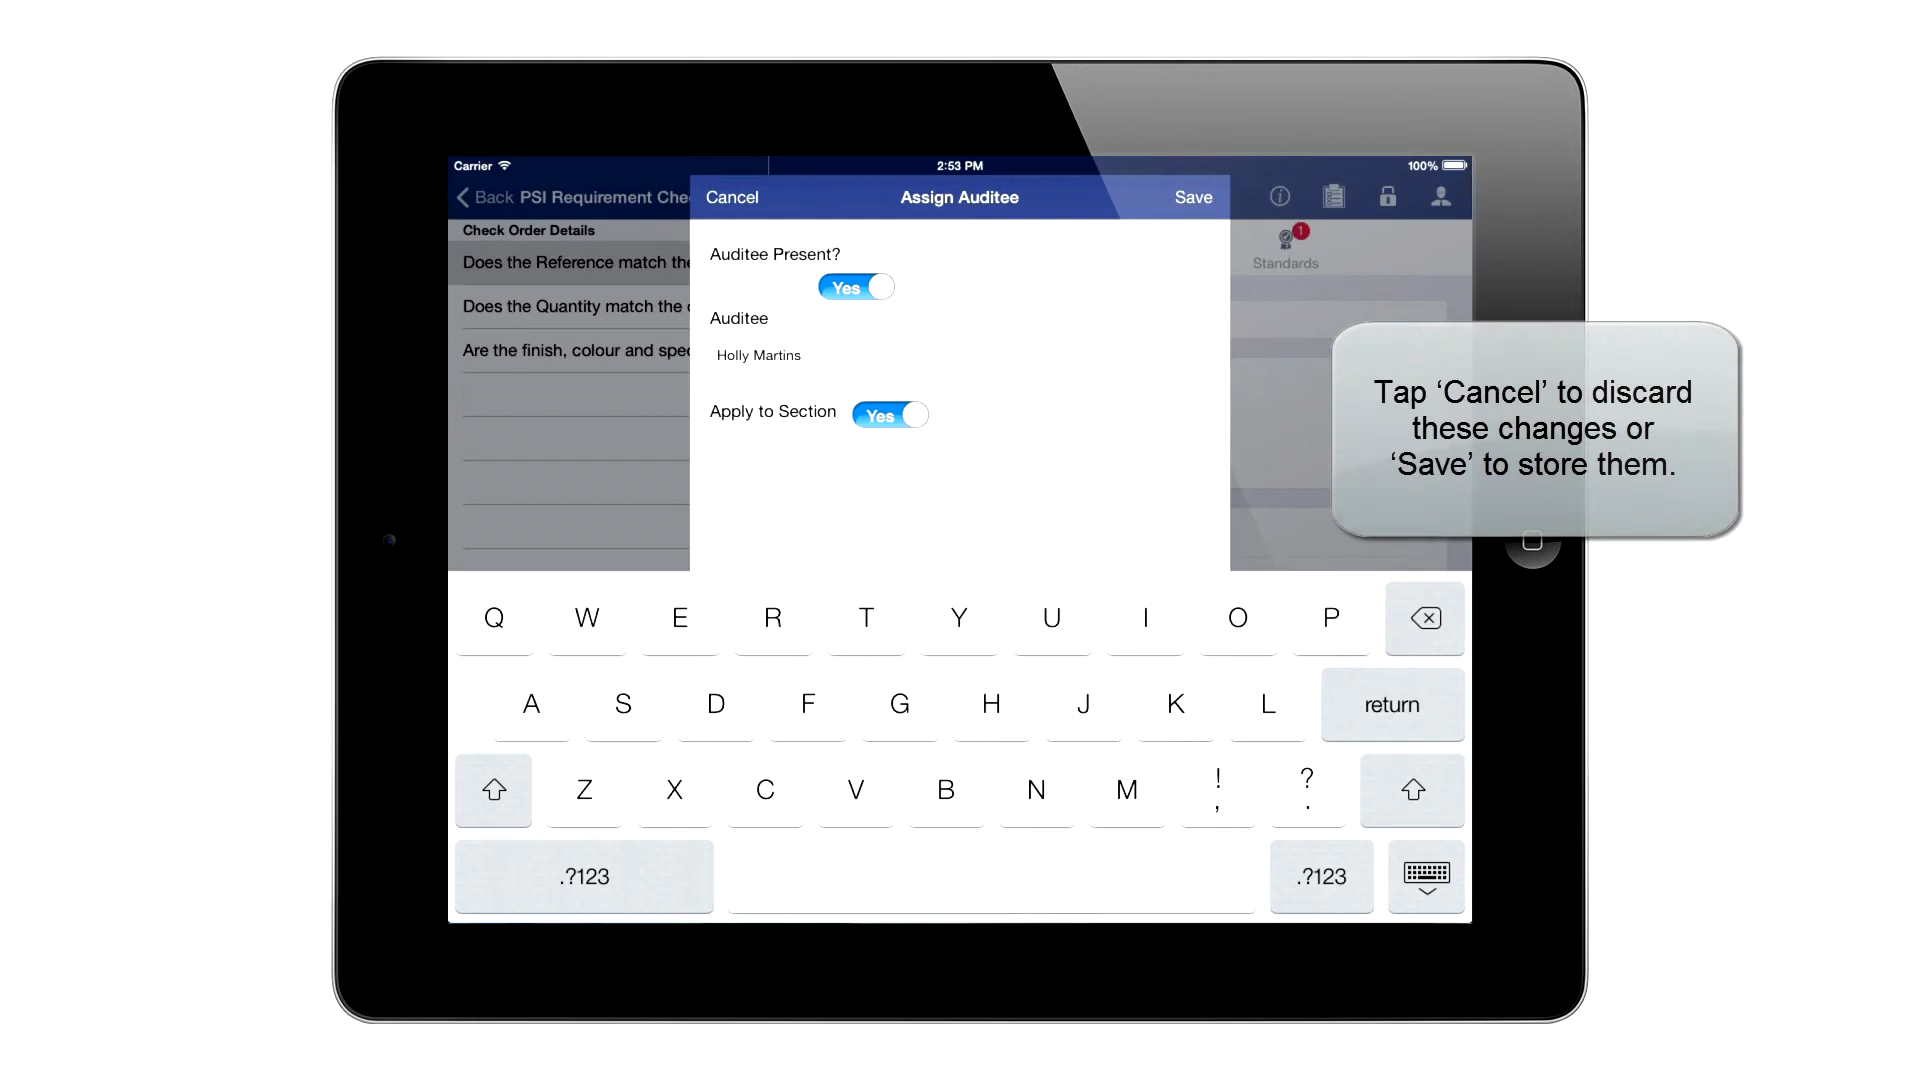 Carrier
2:53 PM
100%
Back PSI Requirement Che
Cancel
Assign Auditee
Save
Check Order Details
Does the Reference match the
Does the Quantity match the
Are the finish, colour and spec
1
Standards
Auditee Present?
Yes
Auditee
Holly Martins
Apply to Section
Yes
Tap ‘Cancel’ to discard
these changes or
‘Save’ to store them.
Q W E R T Y U I O P
A S D F G H J K L return
Z X C V B N M ! , ? .
.?123 .?123